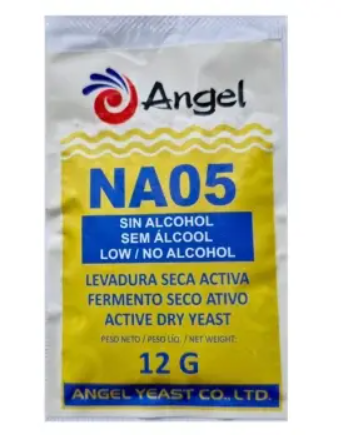 Angel
NA05
SIN ALCOHOL
SEM ÁLCOOL
LOW / NO ALCOHOL
LEVADURA SECA ACTIVA
FERMENTO SECO ATIVO
ACTIVE DRY YEAST
PESO NETO / PESO LÍQ. / NET WEIGHT:
12 G
ANGEL YEAST CO., LTD.